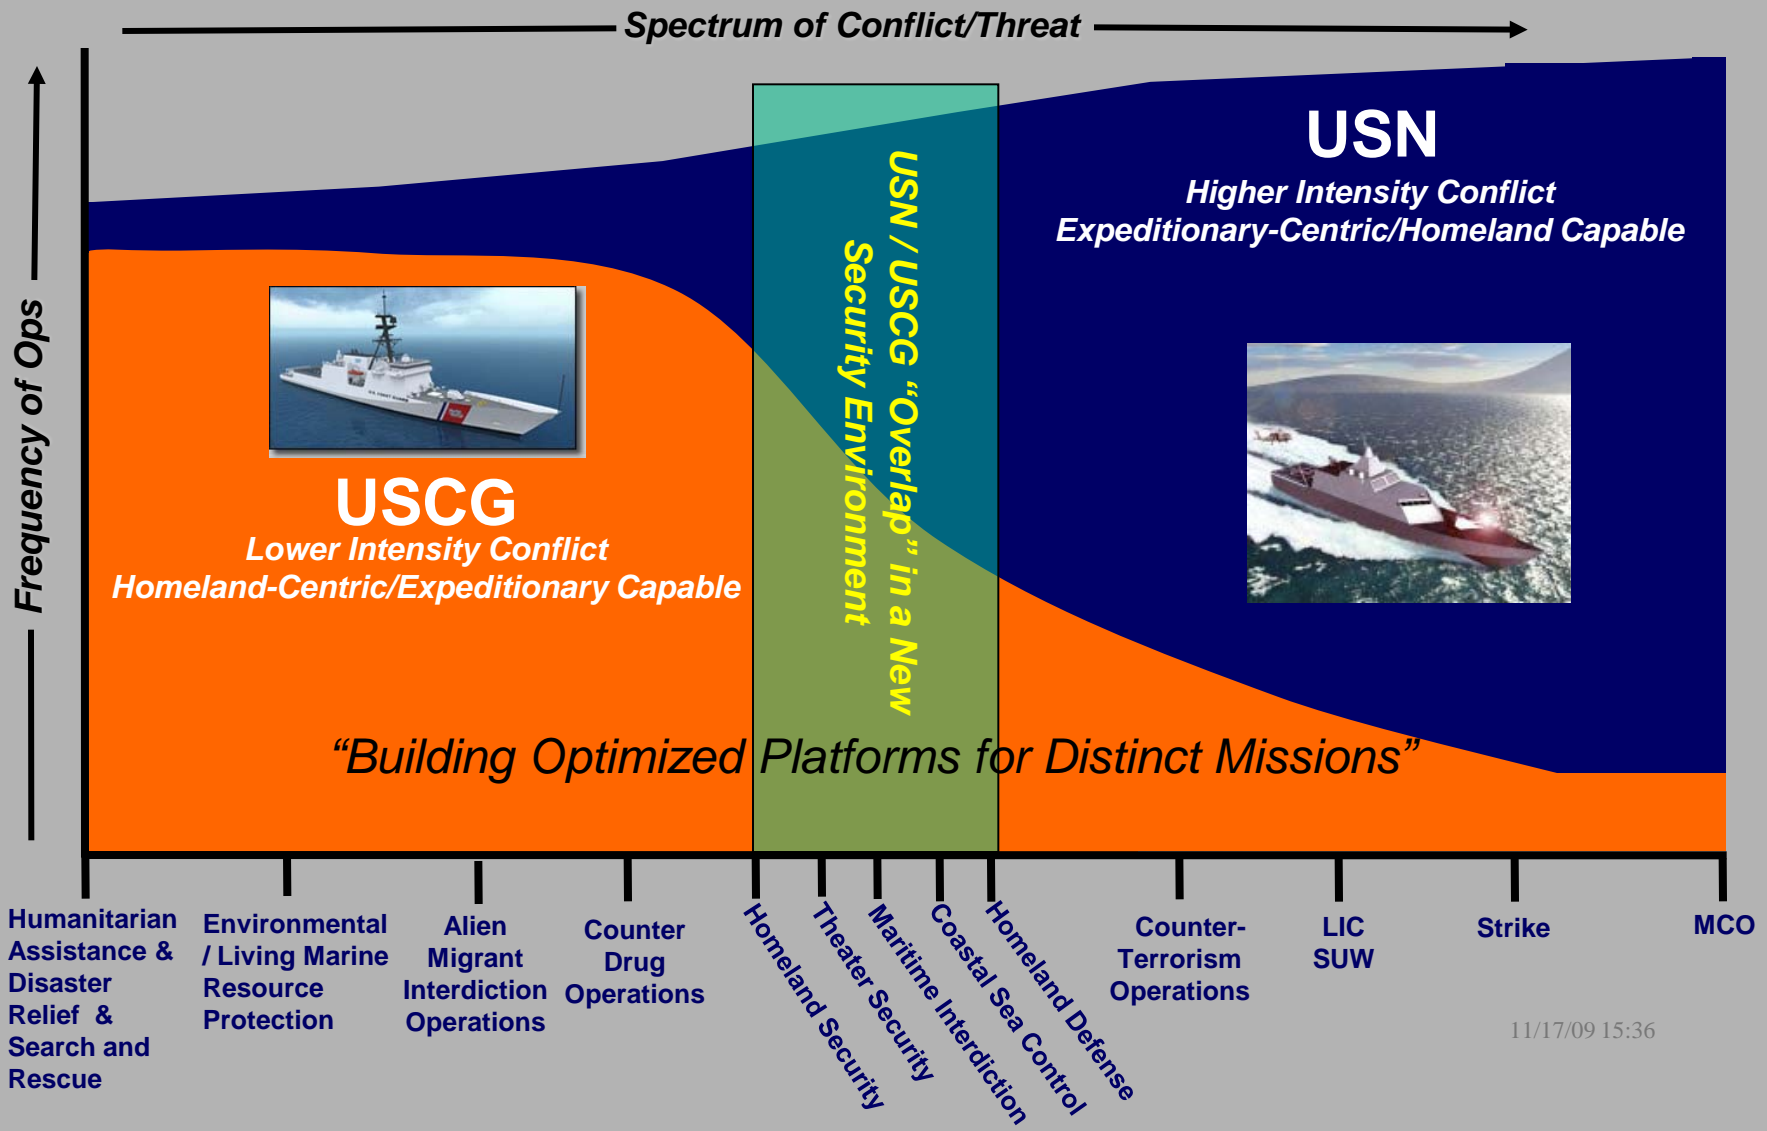 Spectrum of Conflict/Threat
Frequency of Ops
USN
Higher Intensity Conflict
Expeditionary-Centric/Homeland Capable
USN / USCG “Overlap” in a New
Security Environment
USCG
Lower Intensity Conflict
Homeland-Centric/Expeditionary Capable
“Building Optimized Platforms for Distinct Missions”
Humanitarian
Assistance &
Disaster
Relief &
Search and
Rescue
Environmental
/ Living Marine
Resource
Protection
Alien
Migrant
Interdiction
Operations
Counter
Drug
Operations
Homeland Security
Theater Security
Maritime Interdiction
Coastal Sea Control
Homeland Defense
Counter-
Terrorism
Operations
LIC
SUW
Strike
MCO
11/17/09 15:36